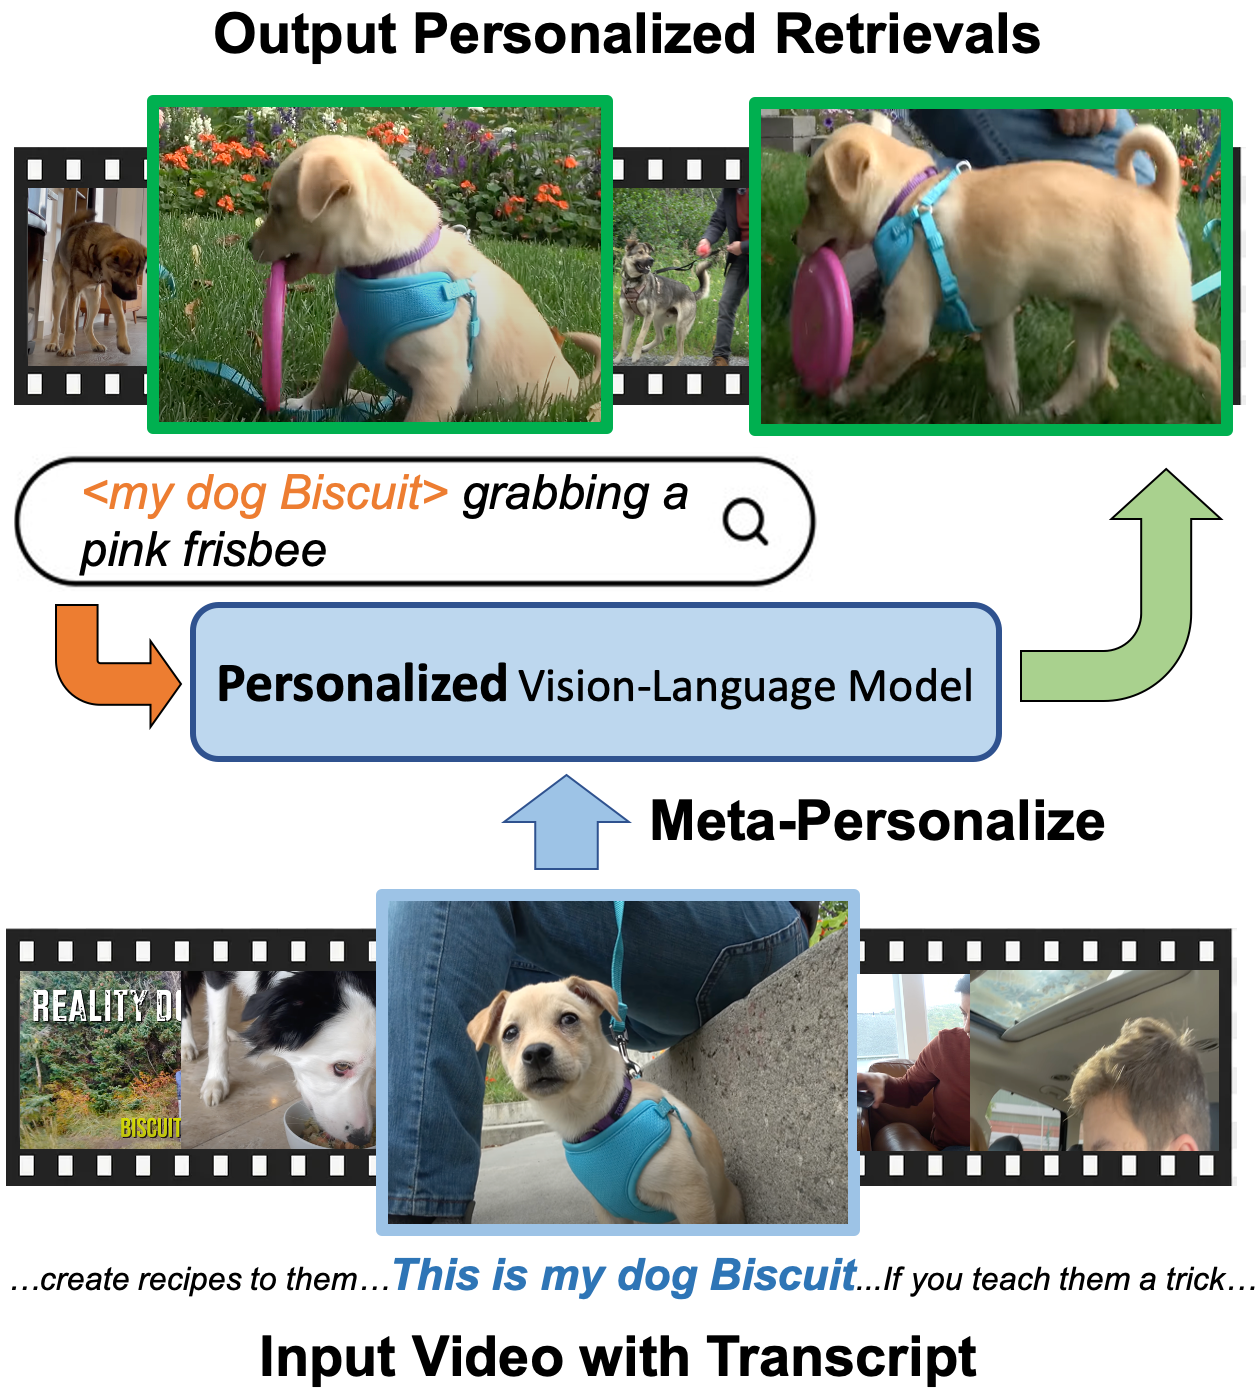 Output Personalized Retrievals
<my dog Biscuit> grabbing a
pink frisbee
Personalized Vision-Language Model
Meta-Personalize
REALITY
BISCUIT
…create recipes to them…This is my dog Biscuit...If you teach them a trick…
Input Video with Transcript